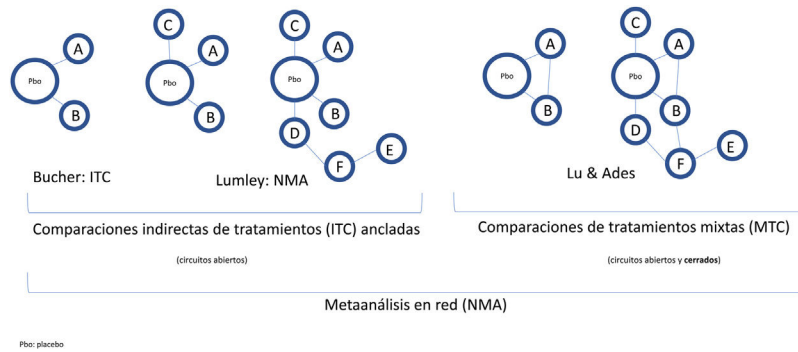 C
A
Pbo
B
C
A
Pbo
B
C
A
Pbo
B
D
F
E
A
Pbo
B
C
A
Pbo
B
D
F
E
Bucher: ITC
Lumley: NMA
Lu & Ades
Comparaciones indirectas de tratamientos (ITC) ancladas
(circuitos abiertos)
Comparaciones de tratamientos mixtas (MTC)
(circuitos abiertos y cerrados)
Metaanálisis en red (NMA)
Pbo: placebo